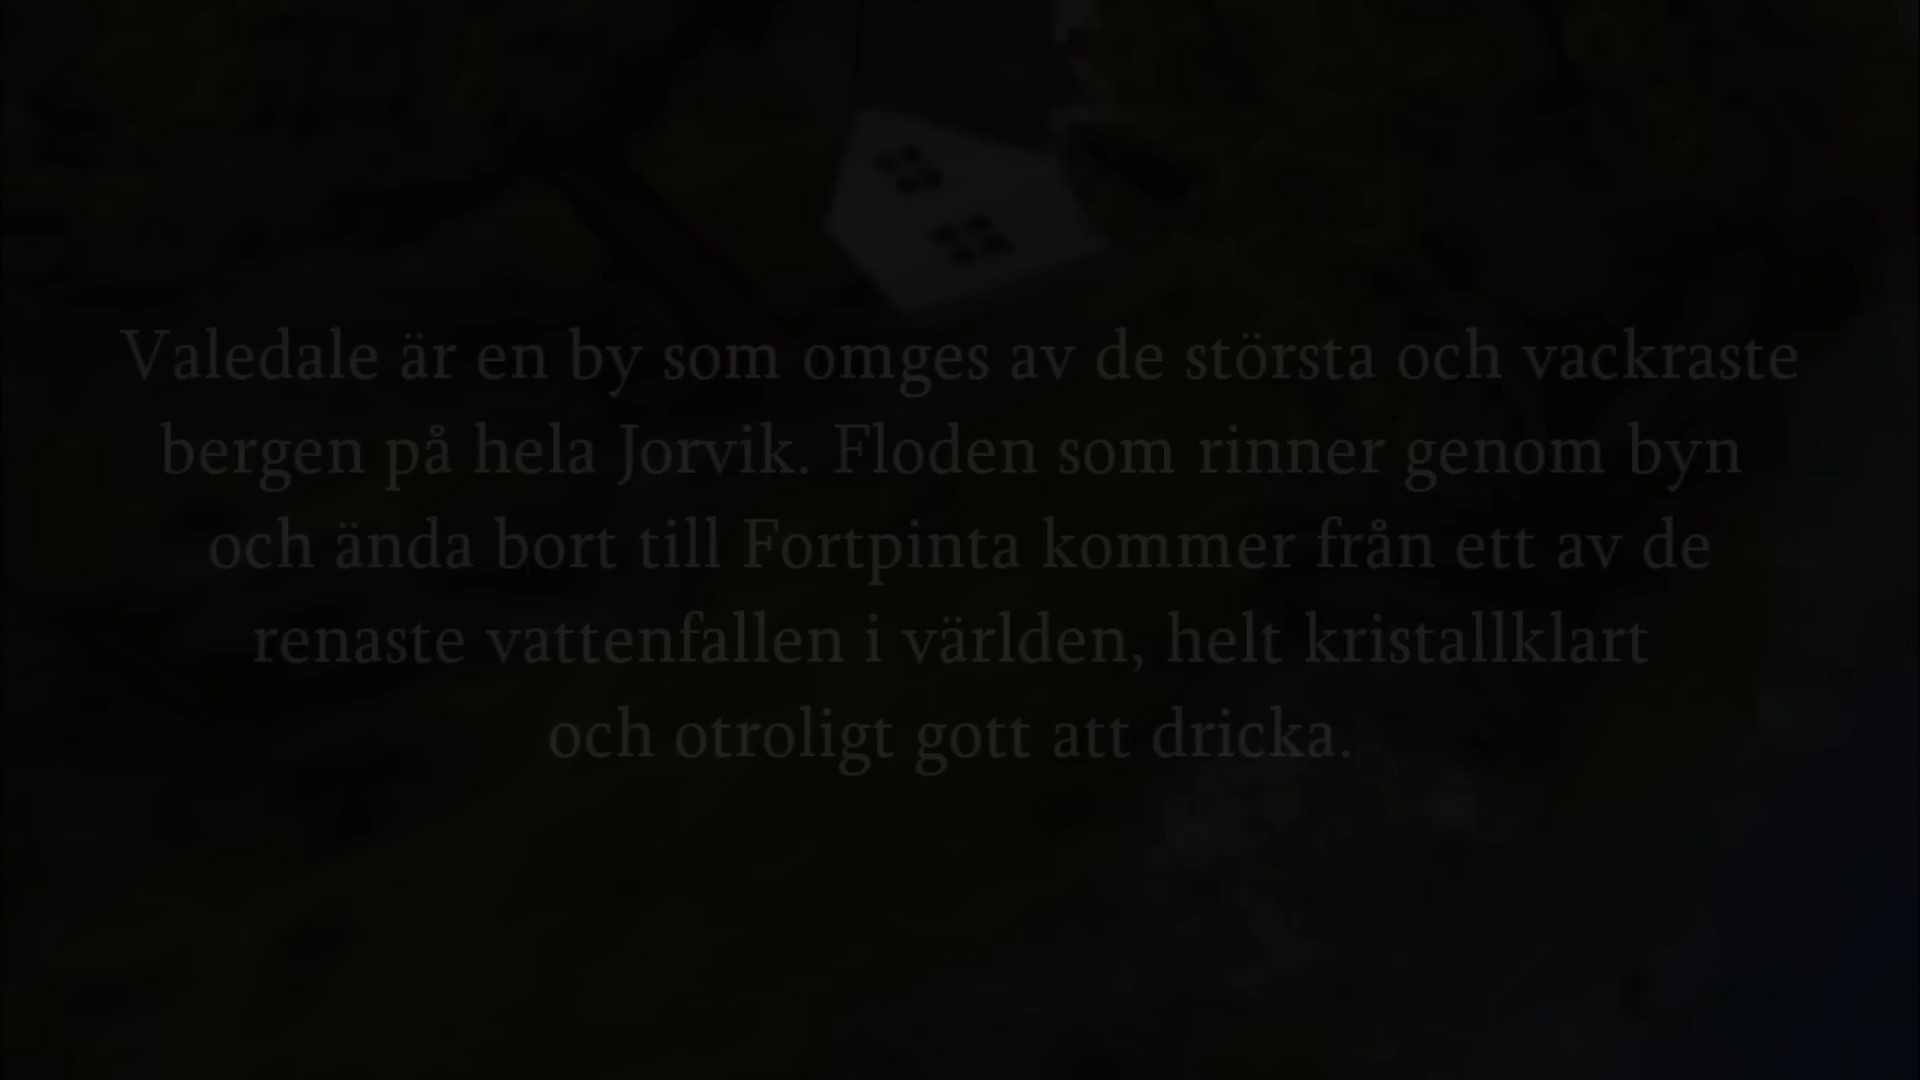 Valedale är en by som omges av de största och vackraste
bergen på hela Jorvik. Floden som rinner genom byn
och ända bort till Fortpinta kommer från ett av de
renaste vattenfallen i världen, helt kristallklart
och otroligt gott att dricka.